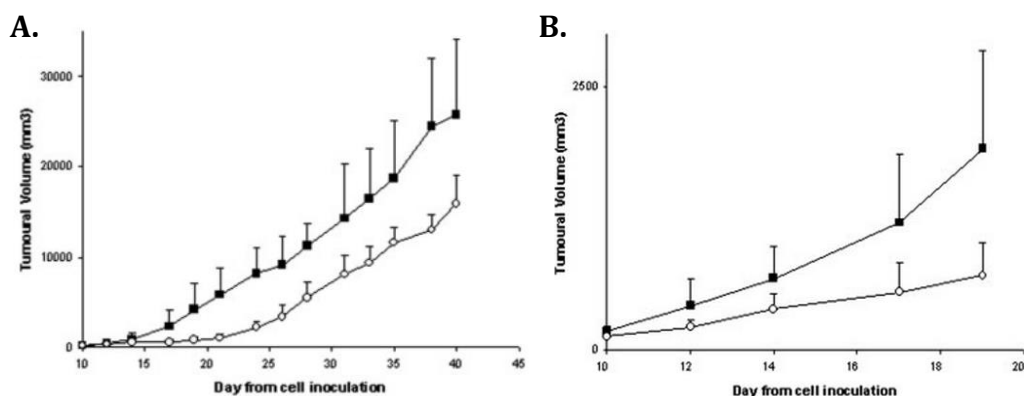 A.
Tumoural Volume (mm3)
30000
20000
10000
0
10 15 20 25 30 35 40 45
Day from cell inoculation
B.
Tumoural Volume (mm3)
2500
0
10 12 14 16 18 20
Day from cell inoculation